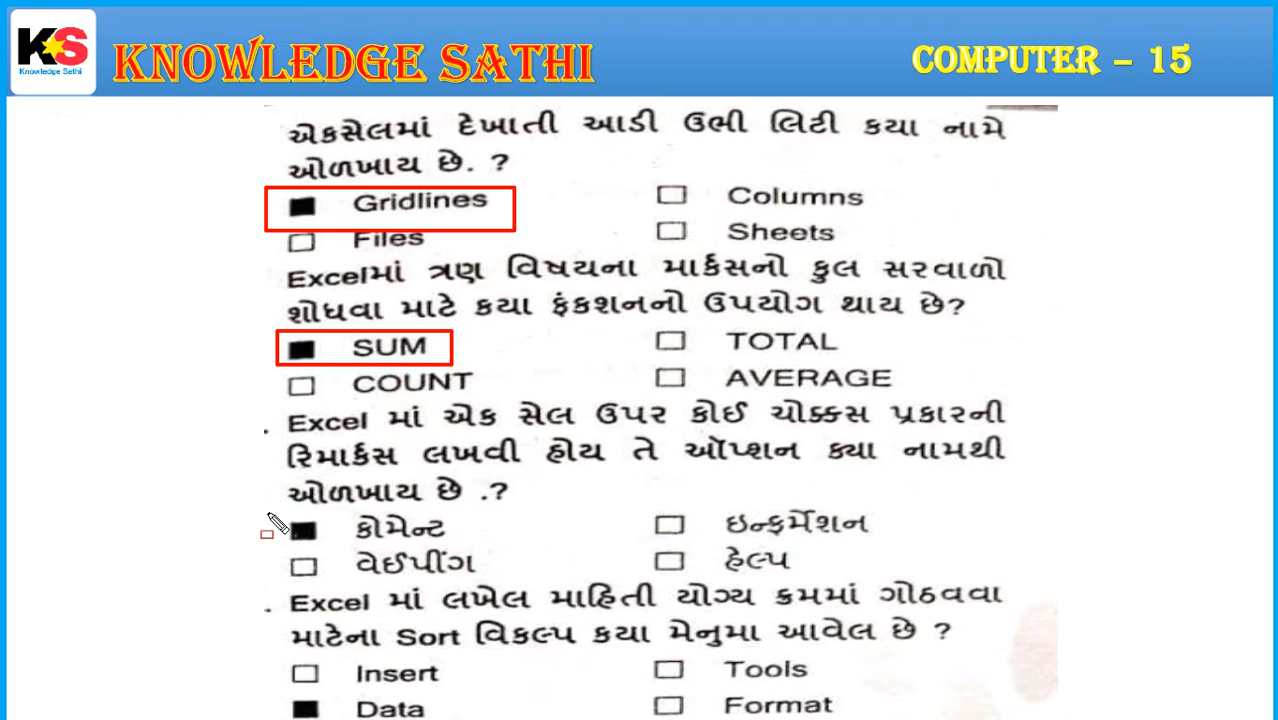 KS
Knowledge Sathi
KNOWLEDGE SATHI
COMPUTER – 15
એકસેલમાં દેખાતી આડી ઉભી લિટી કયા નામે
ઓળખાય છે. ?
Gridlines Columns
Files Sheets
Excelમાં ત્રણ વિષયના માર્કસનો કુલ સરવાળો
શોધવા માટે કયા ફંકશનનો ઉપયોગ થાય છે?
SUM TOTAL
COUNT AVERAGE
. Excel માં એક સેલ ઉપર કોઈ ચોક્કસ પ્રકારની
રિમાર્કસ લખવી હોય તે ઑપ્શન ક્યા નામથી
ઓળખાય છે .?
કોમેન્ટ ઇન્ફર્મેશન
વેઈપીંગ હેલ્પ
. Excel માં લખેલ માહિતી યોગ્ય ક્રમમાં ગોઠવવા
માટેના Sort વિકલ્પ કયા મેનુમા આવેલ છે ?
Insert Tools
Data Format